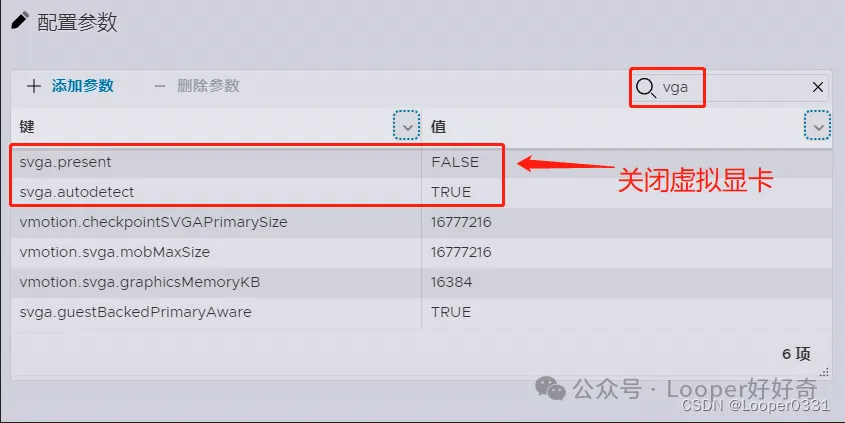 配置参数
添加参数 删除参数 vga
键 值
svga.present FALSE
svga.autodetect TRUE
关闭虚拟显卡
vmotion.checkpointSVGAPrimarySize 16777216
vmotion.svga.mobMaxSize 16777216
vmotion.svga.graphicsMemoryKB 16384
svga.guestBackedPrimaryAware TRUE
6 项
公众号 · Looper好好奇
CSDN @Looper0331